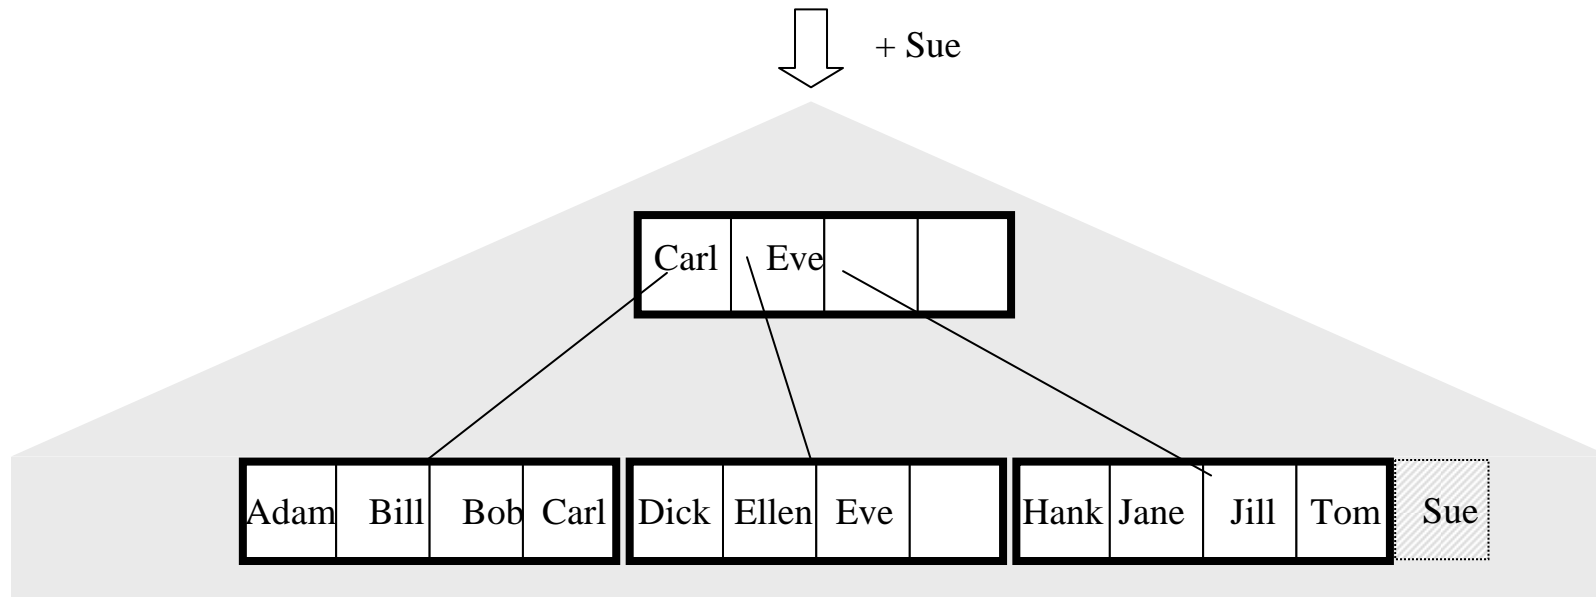 + Sue
Carl Eve
Adam Bill Bob Carl Dick Ellen Eve Hank Jane Jill Tom Sue